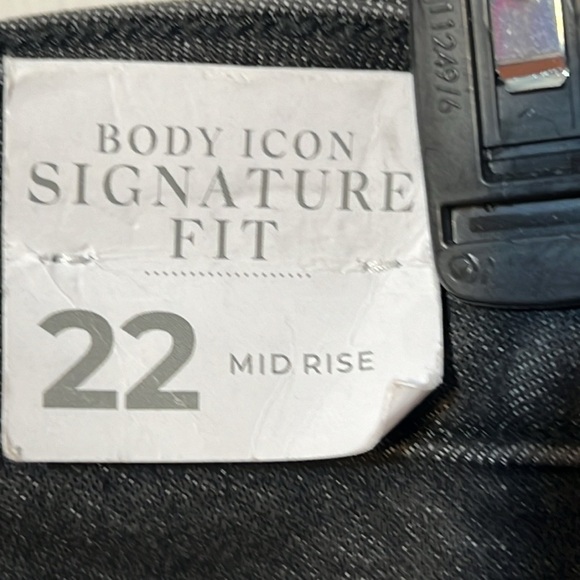 BODY ICON
SIGNATURE
FIT
22 MID RISE